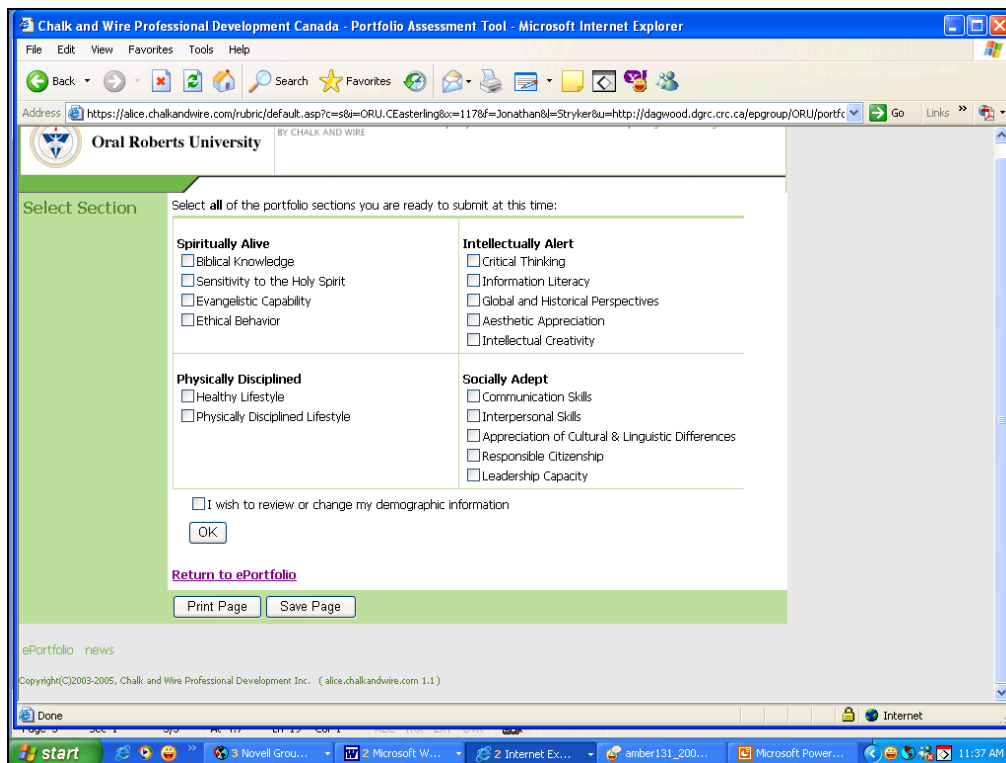 Chalk and Wire Professional Development Canada - Portfolio Assessment Tool - Microsoft Internet Explorer
File Edit View Favorites Tools Help
Back Search Favorites
Address https://alice.chalkandwire.com/rubric/default.asp?c=s&i=ORU.CEasterling&x=117&f=Jonathan&l=Stryker&u=http://dagwood.dgrc.crc.ca/epgroup/ORU/portfc Go Links »
Oral Roberts University
BY CHALK AND WIRE
Select Section
Select all of the portfolio sections you are ready to submit at this time:
Spiritually Alive
Biblical Knowledge
Sensitivity to the Holy Spirit
Evangelistic Capability
Ethical Behavior
Intellectually Alert
Critical Thinking
Information Literacy
Global and Historical Perspectives
Aesthetic Appreciation
Intellectual Creativity
Physically Disciplined
Healthy Lifestyle
Physically Disciplined Lifestyle
Socially Adept
Communication Skills
Interpersonal Skills
Appreciation of Cultural & Linguistic Differences
Responsible Citizenship
Leadership Capacity
I wish to review or change my demographic information
OK
Return to ePortfolio
Print Page Save Page
ePortfolio news
Copyright(C)2003-2005, Chalk and Wire Professional Development Inc. ( alice.chalkandwire.com 1.1 )
Done Internet
start » 3 Novell Grou... 2 Microsoft W... 2 Internet Ex... amber131_200... Microsoft Power... 11:37 AM